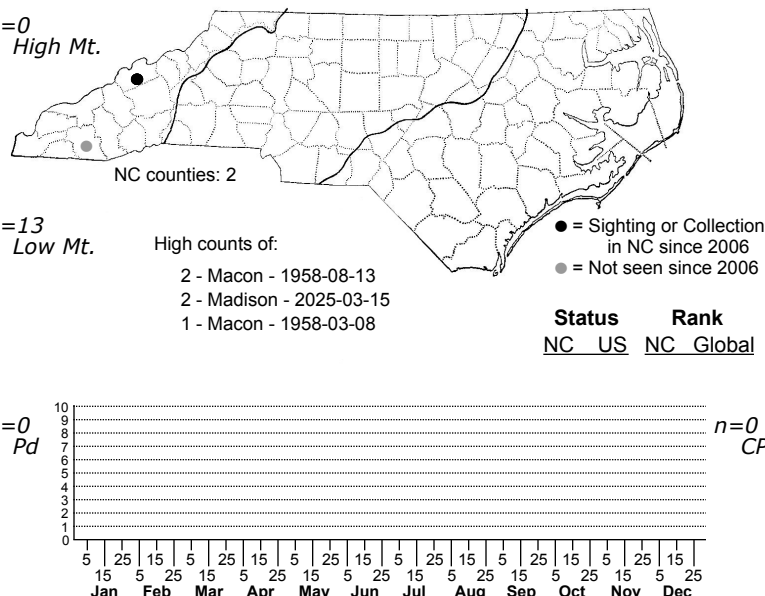 =0
High Mt.
NC counties: 2
=13
Low Mt.
High counts of:
2 - Macon - 1958-08-13
2 - Madison - 2025-03-15
1 - Macon - 1958-03-08
● = Sighting or Collection
in NC since 2006
● = Not seen since 2006
Status Rank
NC US NC Global
=0
Pd
n=0
CP
10
9
8
7
6
5
4
3
2
1
0
5 25 15 5 25 15 5 25 15 5 25 15 5 25 15 5 25 15
15 5 25 15 5 25 15 5 25 15 5 25 15 5 25 15 5 25
Jan Feb Mar Apr May Jun Jul Aug Sep Oct Nov Dec